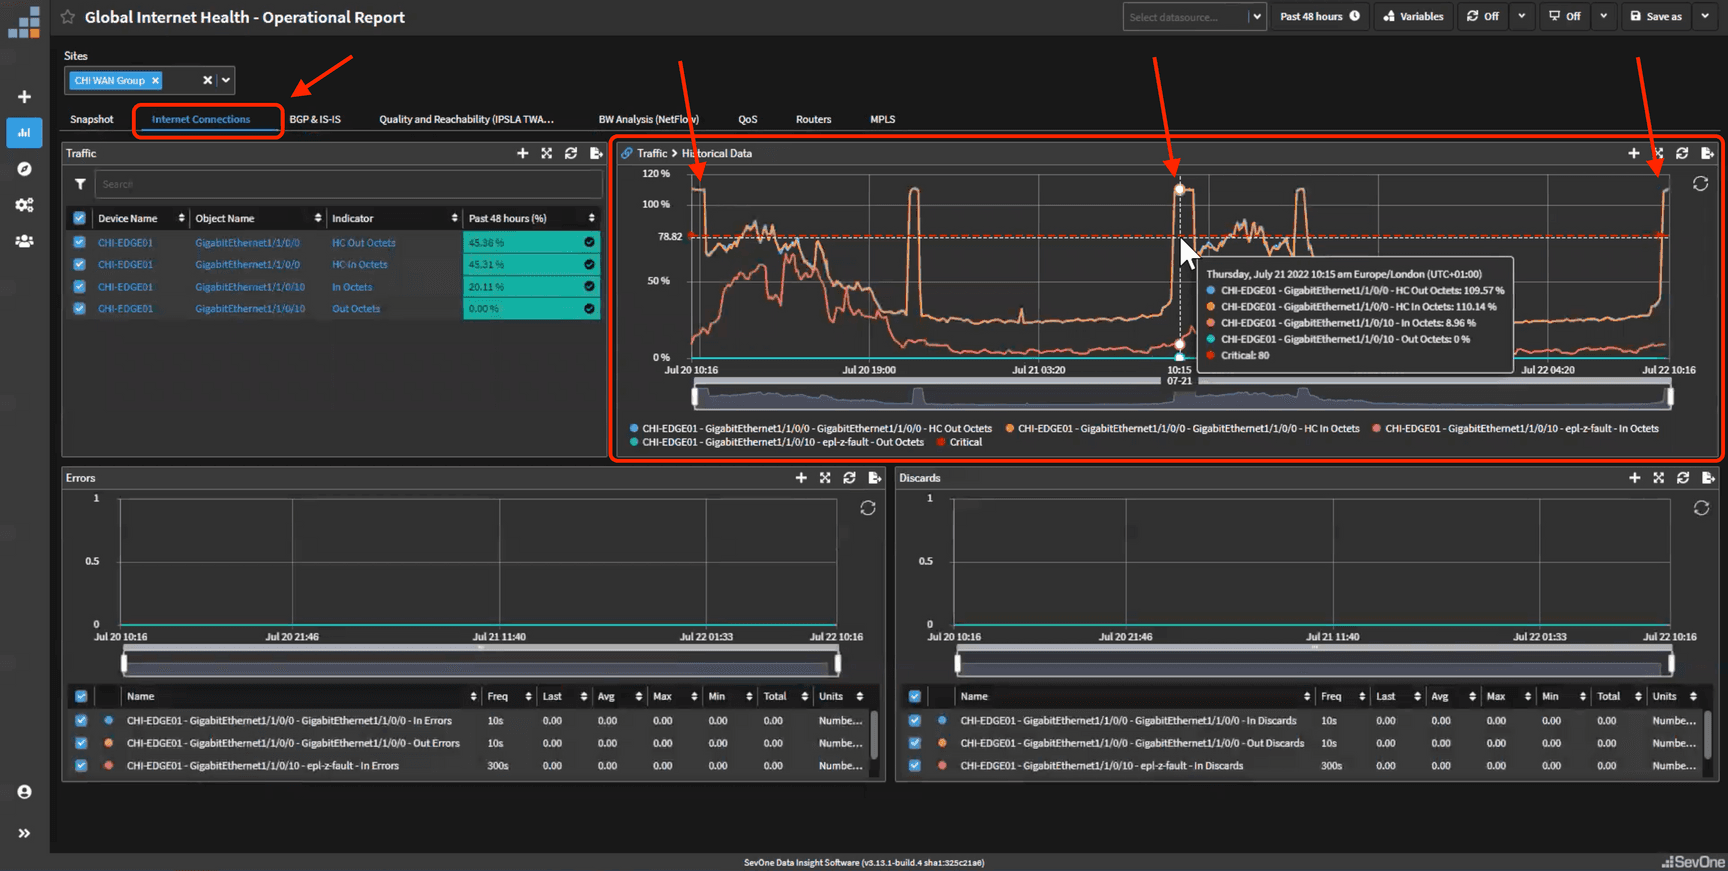 Global Internet Health - Operational Report
Select datasource...
Past 48 hours
Variables
Off
Off
Save as
Sites
CHI WAN Group
Snapshot
Internet Connections
BGP & IS-IS
Quality and Reachability (IPSLA TWA...
BW Analysis (NetFlow)
QoS
Routers
MPLS
Traffic
Search
Device Name Object Name Indicator Past 48 hours (%)
CHI-EDGE01 GigabitEthernet1/1/0/0 HC Out Octets 45.36 %
CHI-EDGE01 GigabitEthernet1/1/0/0 HC In Octets 45.31 %
CHI-EDGE01 GigabitEthernet1/1/0/10 In Octets 20.11 %
CHI-EDGE01 GigabitEthernet1/1/0/10 Out Octets 0.00 %
Traffic > Historical Data
120 %
100 %
78.82
50 %
0 %
Jul 20 10:16 Jul 20 19:00 Jul 21 03:20 10:15 Jul 22 04:20 Jul 22 10:16
07-21
Thursday, July 21 2022 10:15 am Europe/London (UTC+01:00)
CHI-EDGE01 - GigabitEthernet1/1/0/0 - HC Out Octets: 109.57 %
CHI-EDGE01 - GigabitEthernet1/1/0/0 - HC In Octets: 110.14 %
CHI-EDGE01 - GigabitEthernet1/1/0/10 - In Octets: 8.96 %
CHI-EDGE01 - GigabitEthernet1/1/0/10 - Out Octets: 0 %
Critical: 80
CHI-EDGE01 - GigabitEthernet1/1/0/0 - GigabitEthernet1/1/0/0 - HC Out Octets CHI-EDGE01 - GigabitEthernet1/1/0/0 - GigabitEthernet1/1/0/0 - HC In Octets CHI-EDGE01 - GigabitEthernet1/1/0/10 - epl-z-fault - In Octets
CHI-EDGE01 - GigabitEthernet1/1/0/10 - epl-z-fault - Out Octets Critical
Errors
1
0.5
0
Jul 20 10:16 Jul 20 21:46 Jul 21 11:40 Jul 22 01:33 Jul 22 10:16
Name Freq Last Avg Max Min Total Units
CHI-EDGE01 - GigabitEthernet1/1/0/0 - GigabitEthernet1/1/0/0 - In Errors 10s 0.00 0.00 0.00 0.00 0.00 Numbe...
CHI-EDGE01 - GigabitEthernet1/1/0/0 - GigabitEthernet1/1/0/0 - Out Errors 10s 0.00 0.00 0.00 0.00 0.00 Numbe...
CHI-EDGE01 - GigabitEthernet1/1/0/10 - epl-z-fault - In Errors 300s 0.00 0.00 0.00 0.00 0.00 Numbe...
Discards
1
0.5
0
Jul 20 10:16 Jul 20 21:46 Jul 21 11:40 Jul 22 01:33 Jul 22 10:16
Name Freq Last Avg Max Min Total Units
CHI-EDGE01 - GigabitEthernet1/1/0/0 - GigabitEthernet1/1/0/0 - In Discards 10s 0.00 0.00 0.00 0.00 0.00 Numbe...
CHI-EDGE01 - GigabitEthernet1/1/0/0 - GigabitEthernet1/1/0/0 - Out Discards 10s 0.00 0.00 0.00 0.00 0.00 Numbe...
CHI-EDGE01 - GigabitEthernet1/1/0/10 - epl-z-fault - In Discards 300s 0.00 0.00 0.00 0.00 0.00 Numbe...
SevOne Data Insight Software (v3.13.1-build.4 sha1:325c21a6)
SevOne